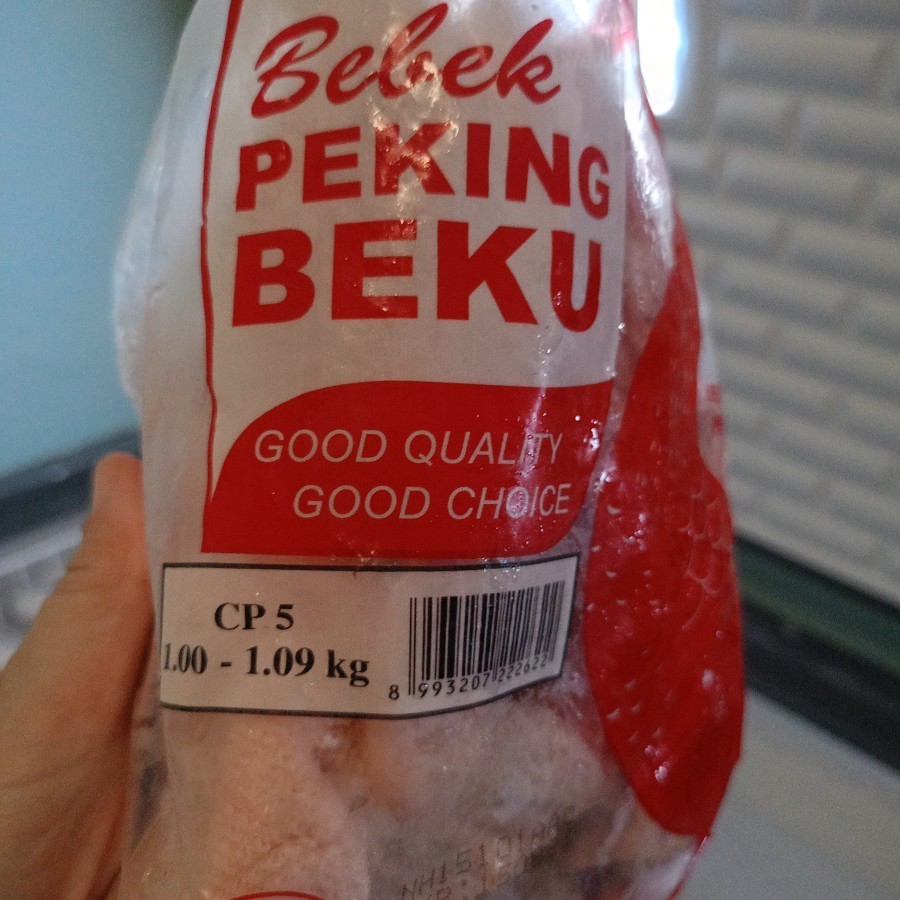 Bebek
PEKING
BEKU
GOOD QUALITY
GOOD CHOICE
CP 5
1.00 - 1.09 kg
8 993207 222622